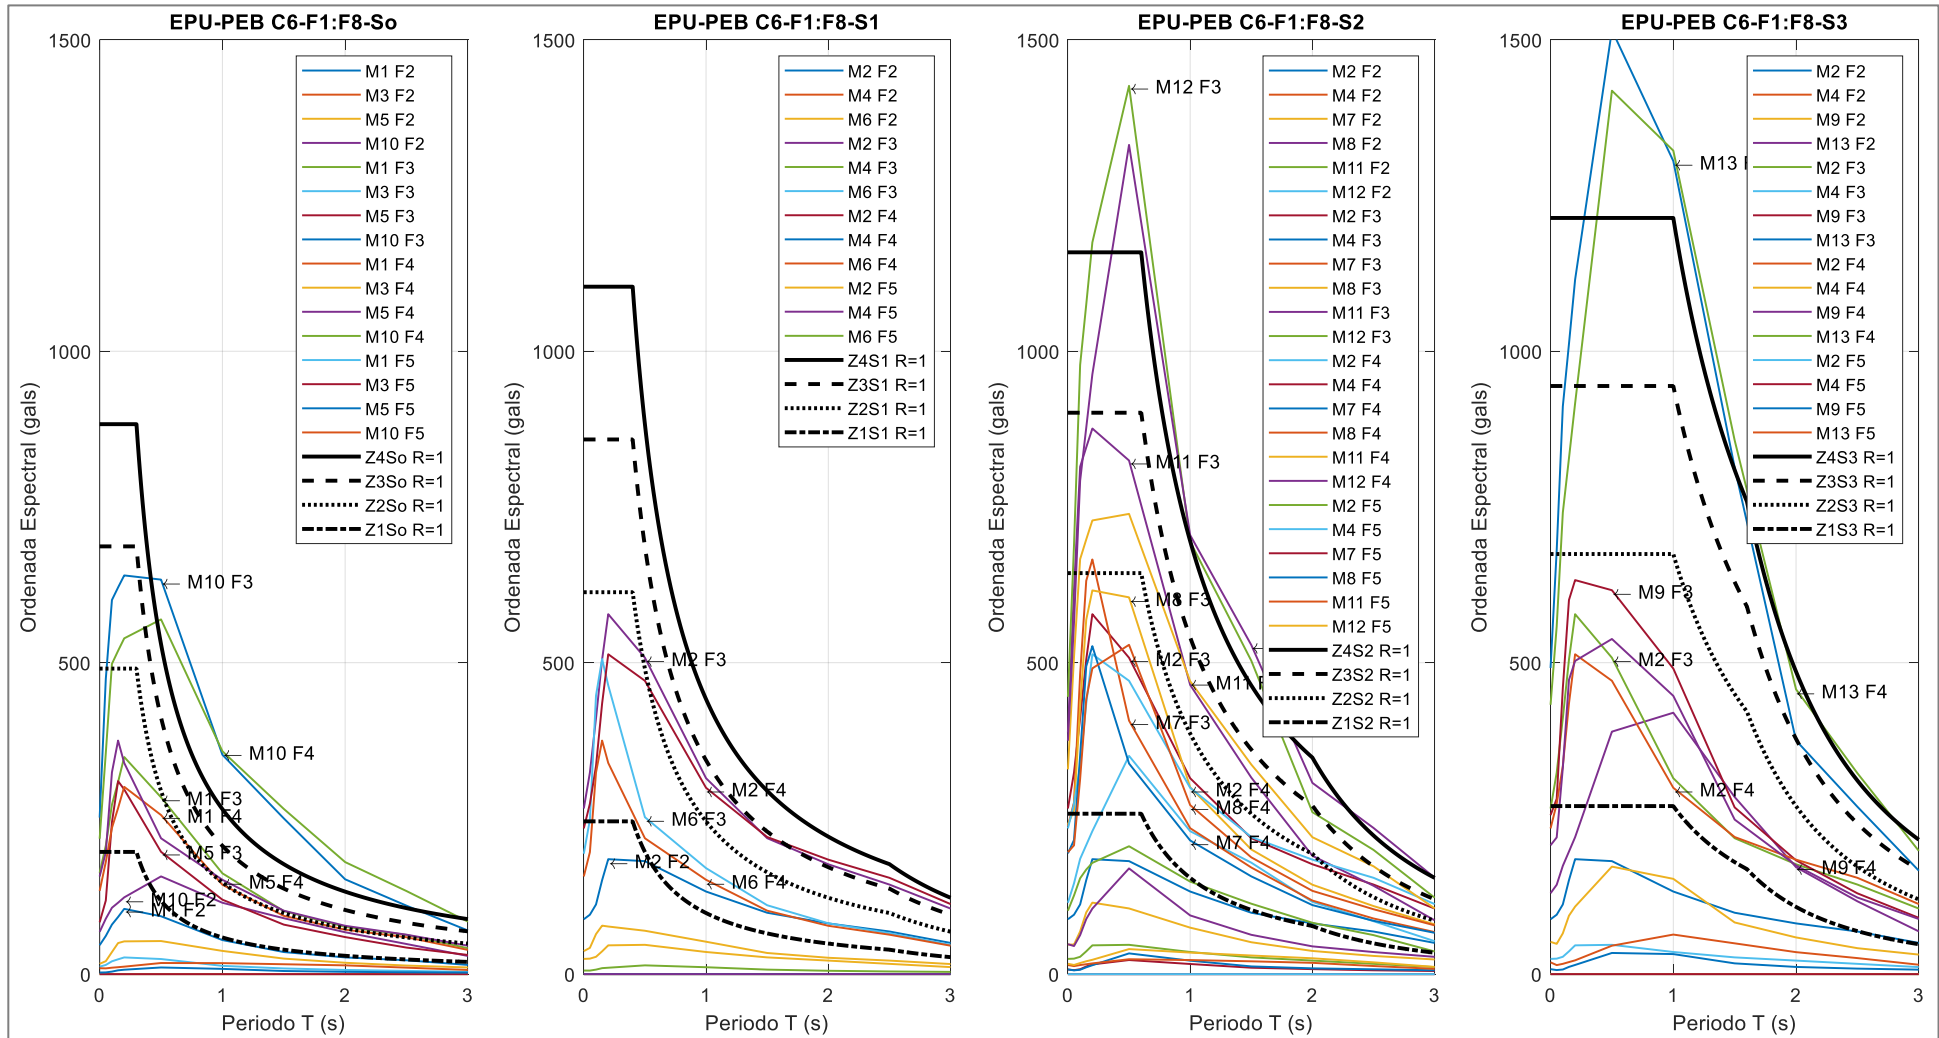 EPU-PEB C6-F1:F8-So
1500
1000
500
0
0
1
2
3
Ordenada Espectral (gals)
Periodo T (s)
M1 F2
M3 F2
M5 F2
M10 F2
M1 F3
M3 F3
M5 F3
M10 F3
M1 F4
M3 F4
M5 F4
M10 F4
M1 F5
M3 F5
M5 F5
M10 F5
Z4So R=1
Z3So R=1
Z2So R=1
Z1So R=1
← M10 F3
← M10 F4
← M1 F3
← M1 F4
← M5 F3
← M5 F4
← M10 F2
← M1 F2
EPU-PEB C6-F1:F8-S1
1500
1000
500
0
0
1
2
3
Ordenada Espectral (gals)
Periodo T (s)
M2 F2
M4 F2
M6 F2
M2 F3
M4 F3
M6 F3
M2 F4
M4 F4
M6 F4
M2 F5
M4 F5
M6 F5
Z4S1 R=1
Z3S1 R=1
Z2S1 R=1
Z1S1 R=1
← M2 F3
← M2 F4
← M6 F3
← M2 F2
← M6 F4
EPU-PEB C6-F1:F8-S2
1500
1000
500
0
0
1
2
3
Ordenada Espectral (gals)
Periodo T (s)
M2 F2
M4 F2
M7 F2
M8 F2
M11 F2
M12 F2
M2 F3
M4 F3
M7 F3
M8 F3
M11 F3
M12 F3
M2 F4
M4 F4
M7 F4
M8 F4
M11 F4
M12 F4
M2 F5
M4 F5
M7 F5
M8 F5
M11 F5
M12 F5
Z4S2 R=1
Z3S2 R=1
Z2S2 R=1
Z1S2 R=1
← M12 F3
← M11 F3
← M8 F3
← M2 F3
← M11 F
← M7 F3
← M2 F4
← M8 F4
← M7 F4
EPU-PEB C6-F1:F8-S3
1500
1000
500
0
0
1
2
3
Ordenada Espectral (gals)
Periodo T (s)
M2 F2
M4 F2
M9 F2
M13 F2
M2 F3
M4 F3
M9 F3
M13 F3
M2 F4
M4 F4
M9 F4
M13 F4
M2 F5
M4 F5
M9 F5
M13 F5
Z4S3 R=1
Z3S3 R=1
Z2S3 R=1
Z1S3 R=1
← M13
← M9 F3
← M2 F3
← M13 F4
← M2 F4
← M9 F4